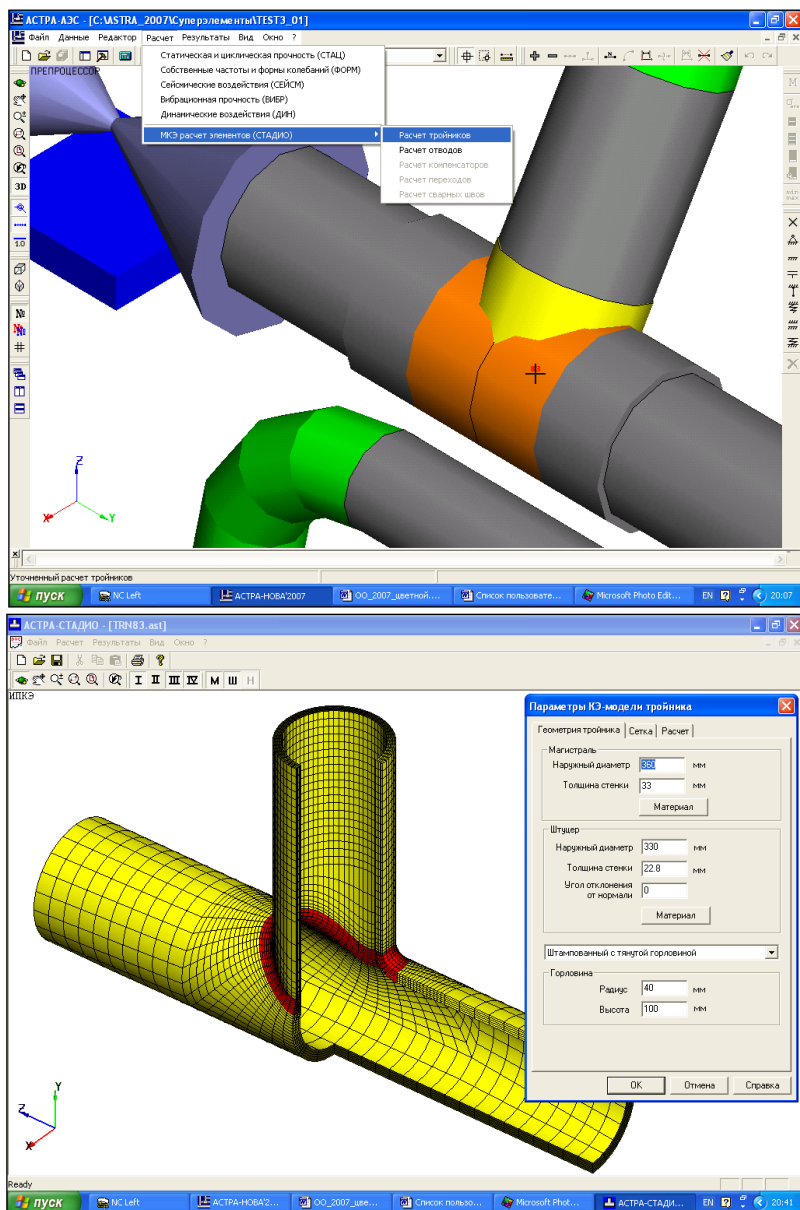 АСТРА-АЭС - [C:\ASTRA_2007\Суперэлементы\TEST3_01]
Файл Данные Редактор Расчет Результаты Вид Окно ?
ПРЕПРОЦЕССОР
Статическая и циклическая прочность (СТАЦ)
Собственные частоты и формы колебаний (ФОРМ)
Сейсмические воздействия (СЕЙСМ)
Вибрационная прочность (ВИБР)
Динамические воздействия (ДИН)
МКЭ расчет элементов (СТАДИО)
Расчет тройников
Расчет отводов
Расчет компенсаторов
Расчет переходов
Расчет сварных швов
3D
1.0
№
№
M
min
max
83
Z
X
Y
Уточненный расчет тройников
пуск NC Left АСТРА-НОВА'2007 ОО_2007_цветной.... Список пользовате... Microsoft Photo Edit... EN 20:07
АСТРА-СТАДИО - [TRN83.ast]
Файл Расчет Результаты Вид Окно ?
I II III IV М Ш Н
ИПКЭ
Параметры КЭ-модели тройника
Геометрия тройника Сетка Расчет
Магистраль
Наружный диаметр 360 мм
Толщина стенки 33 мм
Материал
Штуцер
Наружный диаметр 330 мм
Толщина стенки 22.8 мм
Угол отклонения
от нормали 0
Материал
Штампованный с тянутой горловиной
Горловина
Радиус 40 мм
Высота 100 мм
OK Отмена Справка
Y
Z
X
Ready
пуск NC Left АСТРА-НОВА'2... ОО_2007_цве... Список пользо... Microsoft Phot... АСТРА-СТАДИ... EN 20:41